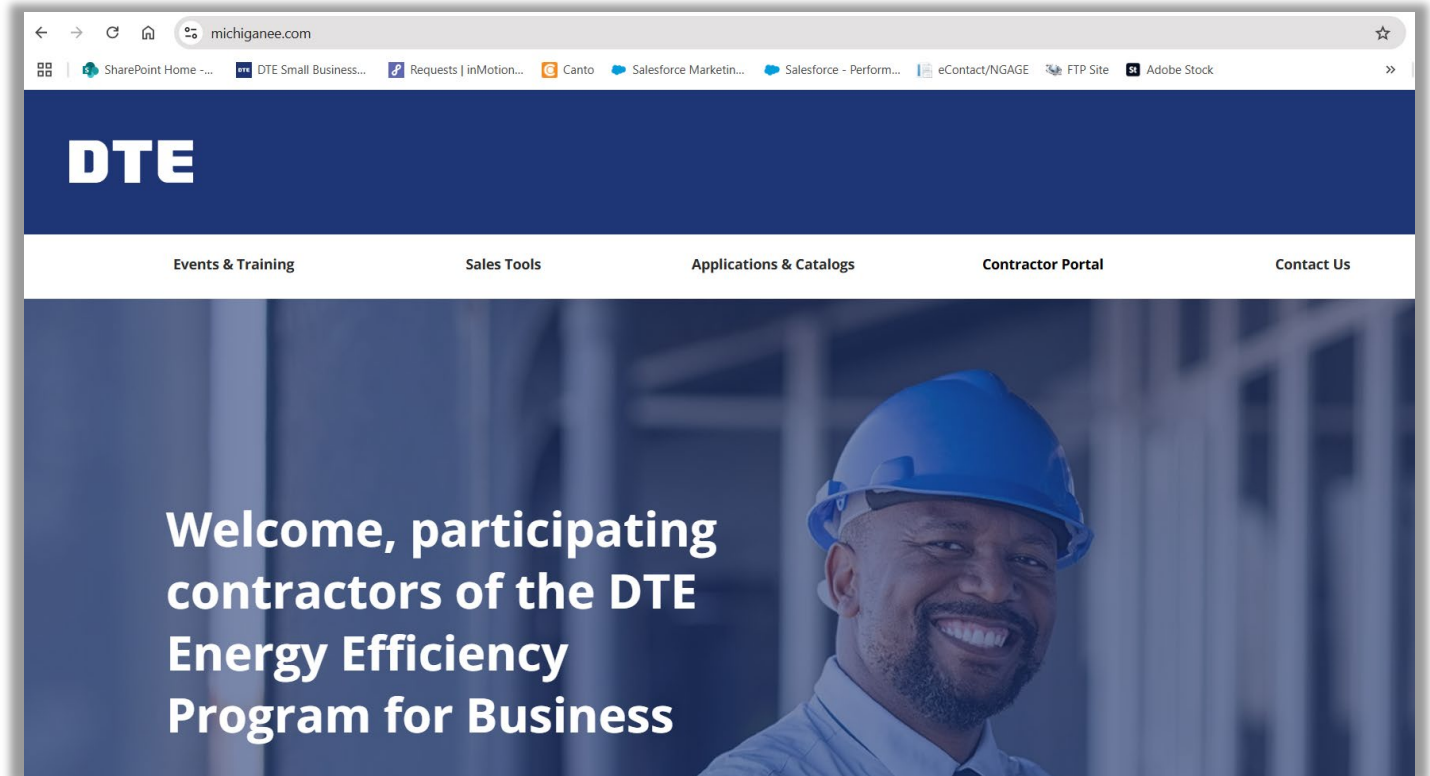 michiganee.com
SharePoint Home -... DTE DTE Small Business... Requests | inMotion... Canto Salesforce Marketin... Salesforce - Perform... eContact/NGAGE FTP Site St Adobe Stock
DTE
Events & Training Sales Tools Applications & Catalogs Contractor Portal Contact Us
Welcome, participating
contractors of the DTE
Energy Efficiency
Program for Business